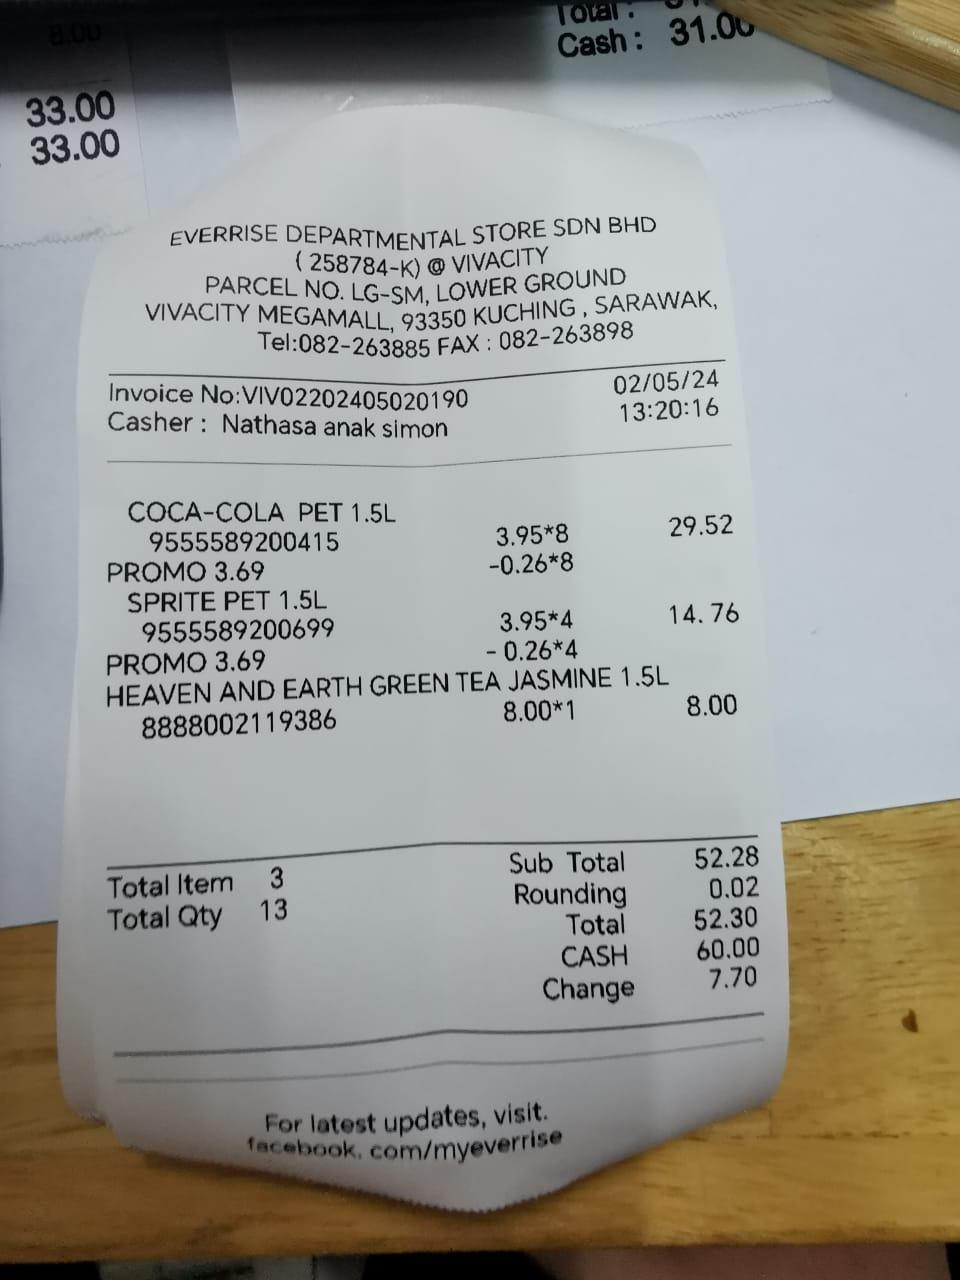 8.00
33.00
33.00
Total:
Cash: 31.00
EVERRISE DEPARTMENTAL STORE SDN BHD
( 258784-K) @ VIVACITY
PARCEL NO. LG-SM, LOWER GROUND
VIVACITY MEGAMALL, 93350 KUCHING , SARAWAK,
Tel:082-263885 FAX : 082-263898
Invoice No:VIV02202405020190 02/05/24
Casher : Nathasa anak simon 13:20:16
COCA-COLA PET 1.5L
9555589200415 3.95*8 29.52
PROMO 3.69 -0.26*8
SPRITE PET 1.5L
9555589200699 3.95*4 14. 76
PROMO 3.69 - 0.26*4
HEAVEN AND EARTH GREEN TEA JASMINE 1.5L
8888002119386 8.00*1 8.00
Sub Total 52.28
Total Item 3 Rounding 0.02
Total Qty 13 Total 52.30
CASH 60.00
Change 7.70
For latest updates, visit.
facebook. com/myeverrise